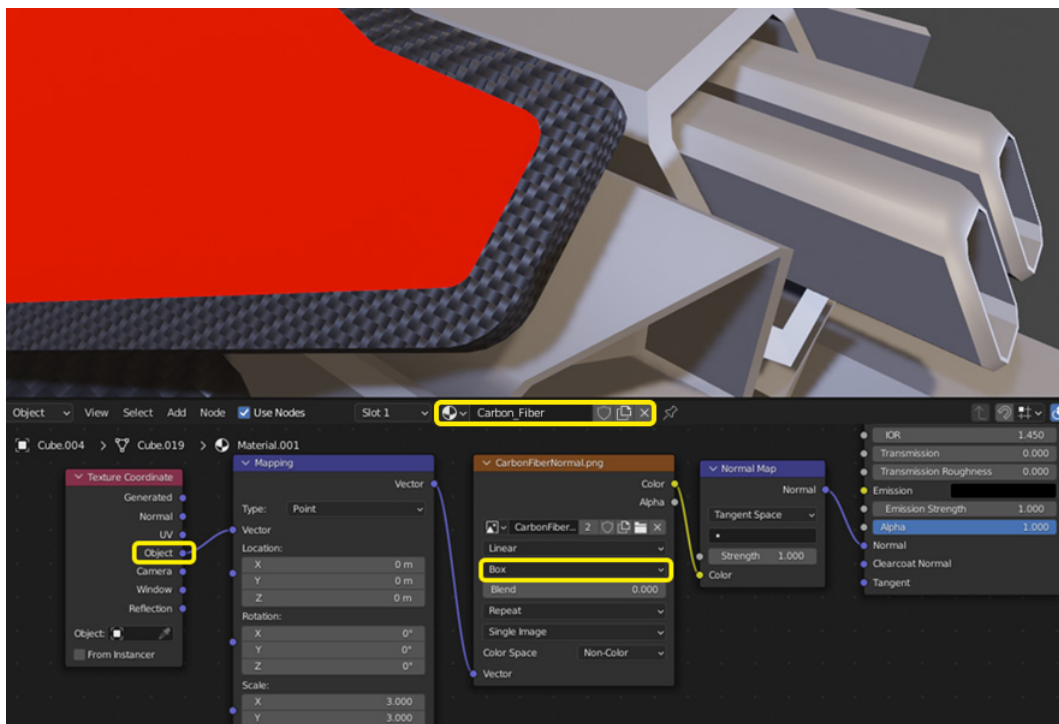 Object View Select Add Node Use Nodes Slot 1 Carbon_Fiber
Cube.004 > Cube.019 > Material.001
Texture Coordinate
Generated
Normal
UV
Object
Camera
Window
Reflection
Object:
From Instancer
Mapping
Vector
Type: Point
Vector
Location:
X 0 m
Y 0 m
Z 0 m
Rotation:
X 0°
Y 0°
Z 0°
Scale:
X 3.000
Y 3.000
CarbonFiberNormal.png
Color
Alpha
CarbonFiber... 2
Linear
Box
Blend 0.000
Repeat
Single Image
Color Space Non-Color
Vector
Normal Map
Normal
Tangent Space
Strength 1.000
Color
IOR 1.450
Transmission 0.000
Transmission Roughness 0.000
Emission
Emission Strength 1.000
Alpha 1.000
Normal
Clearcoat Normal
Tangent